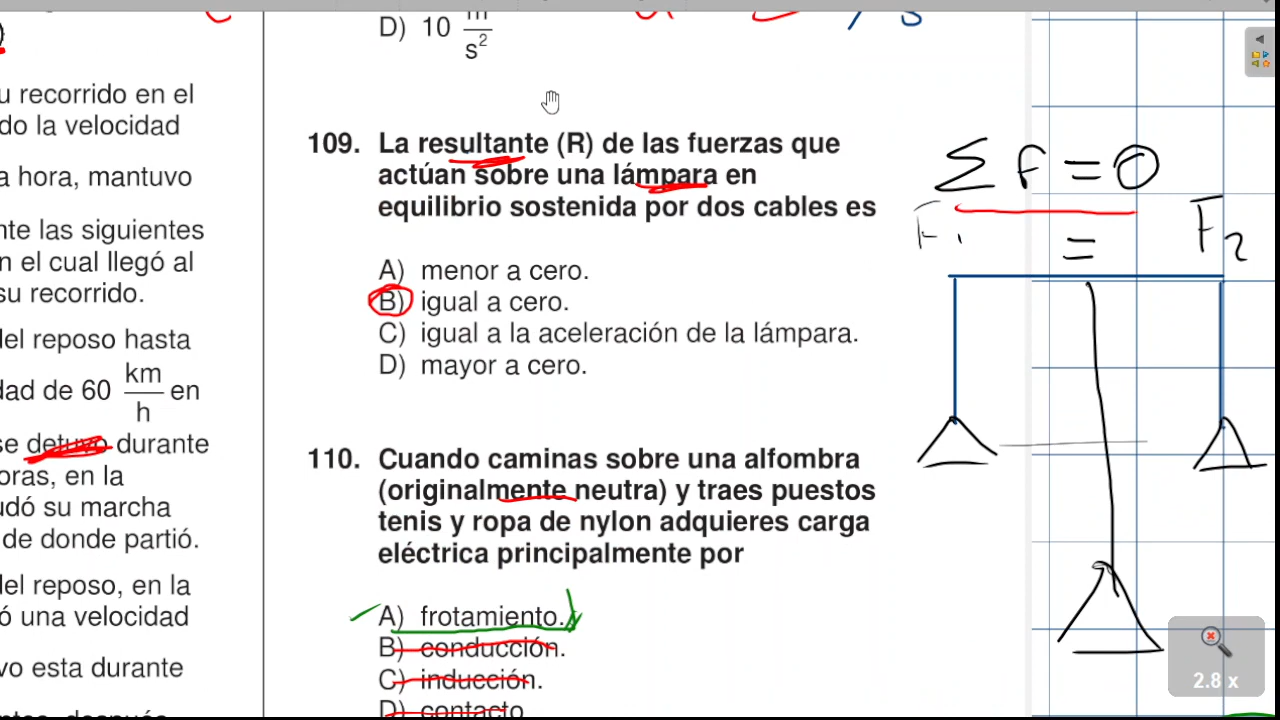 u recorrido en el
do la velocidad
a hora, mantuvo
nte las siguientes
n el cual llegó al
su recorrido.
del reposo hasta
dad de 60 km/h en
se detuvo durante
oras, en la
udó su marcha
de donde partió.
del reposo, en la
ó una velocidad
vo esta durante
D) 10 m/s²
109. La resultante (R) de las fuerzas que
actúan sobre una lámpara en
equilibrio sostenida por dos cables es
A) menor a cero.
B) igual a cero.
C) igual a la aceleración de la lámpara.
D) mayor a cero.
110. Cuando caminas sobre una alfombra
(originalmente neutra) y traes puestos
tenis y ropa de nylon adquieres carga
eléctrica principalmente por
A) frotamiento.
B) conducción.
C) inducción.
D) contacto
Σ F = 0
F1 = F2
2.8 x